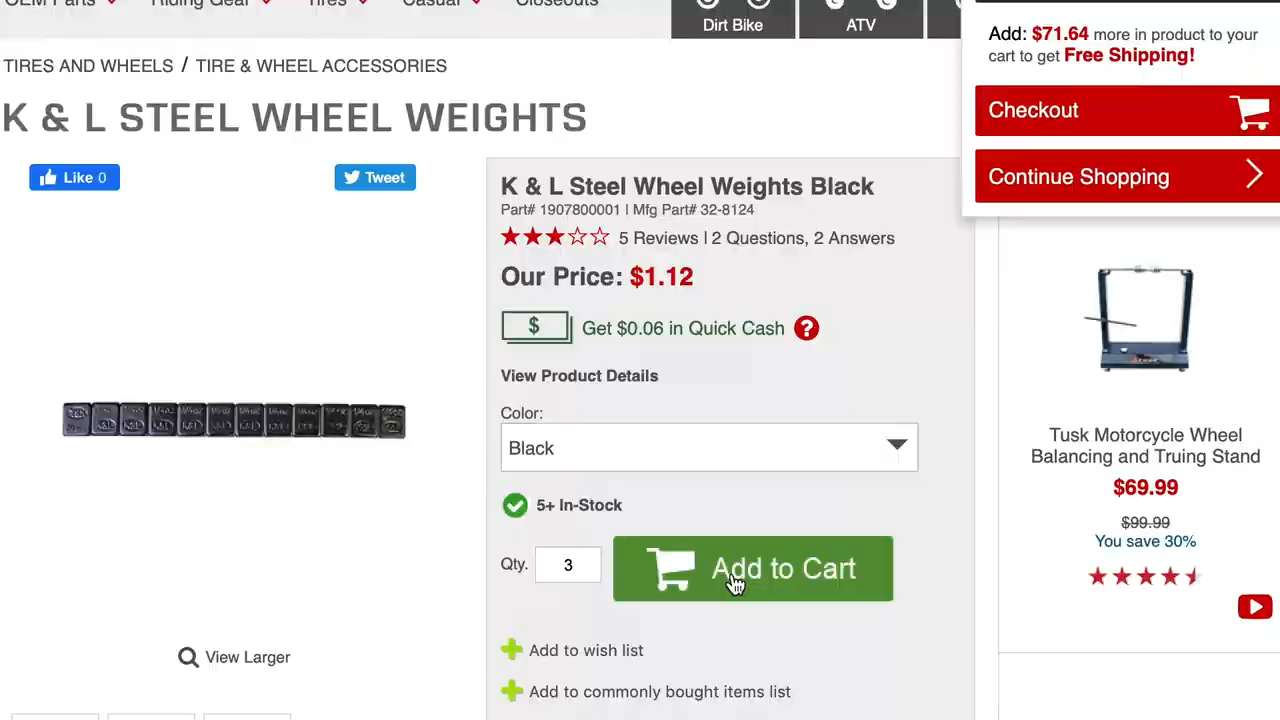 OEM Parts
Riding Gear
Tires
Casual
Closeouts
Dirt Bike
ATV
Add: $71.64 more in product to your
cart to get Free Shipping!
Checkout
Continue Shopping
TIRES AND WHEELS / TIRE & WHEEL ACCESSORIES
K & L STEEL WHEEL WEIGHTS
Like 0
Tweet
K & L Steel Wheel Weights Black
Part# 1907800001 | Mfg Part# 32-8124
5 Reviews | 2 Questions, 2 Answers
Our Price: $1.12
$ Get $0.06 in Quick Cash ?
View Product Details
Color:
Black
5+ In-Stock
Qty. 3
Add to Cart
Add to wish list
Add to commonly bought items list
View Larger
Tusk Motorcycle Wheel
Balancing and Truing Stand
$69.99
$99.99
You save 30%